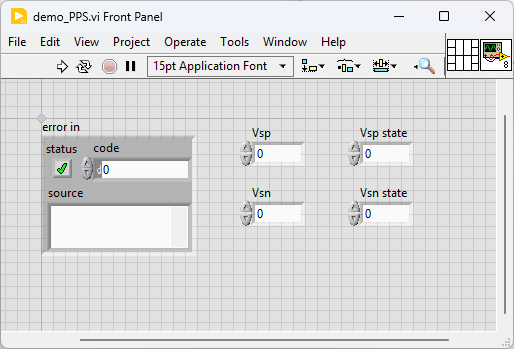 demo_PPS.vi Front Panel
File Edit View Project Operate Tools Window Help
15pt Application Font
8
error in
status code
0
source
Vsp Vsp state
0 0
Vsn Vsn state
0 0